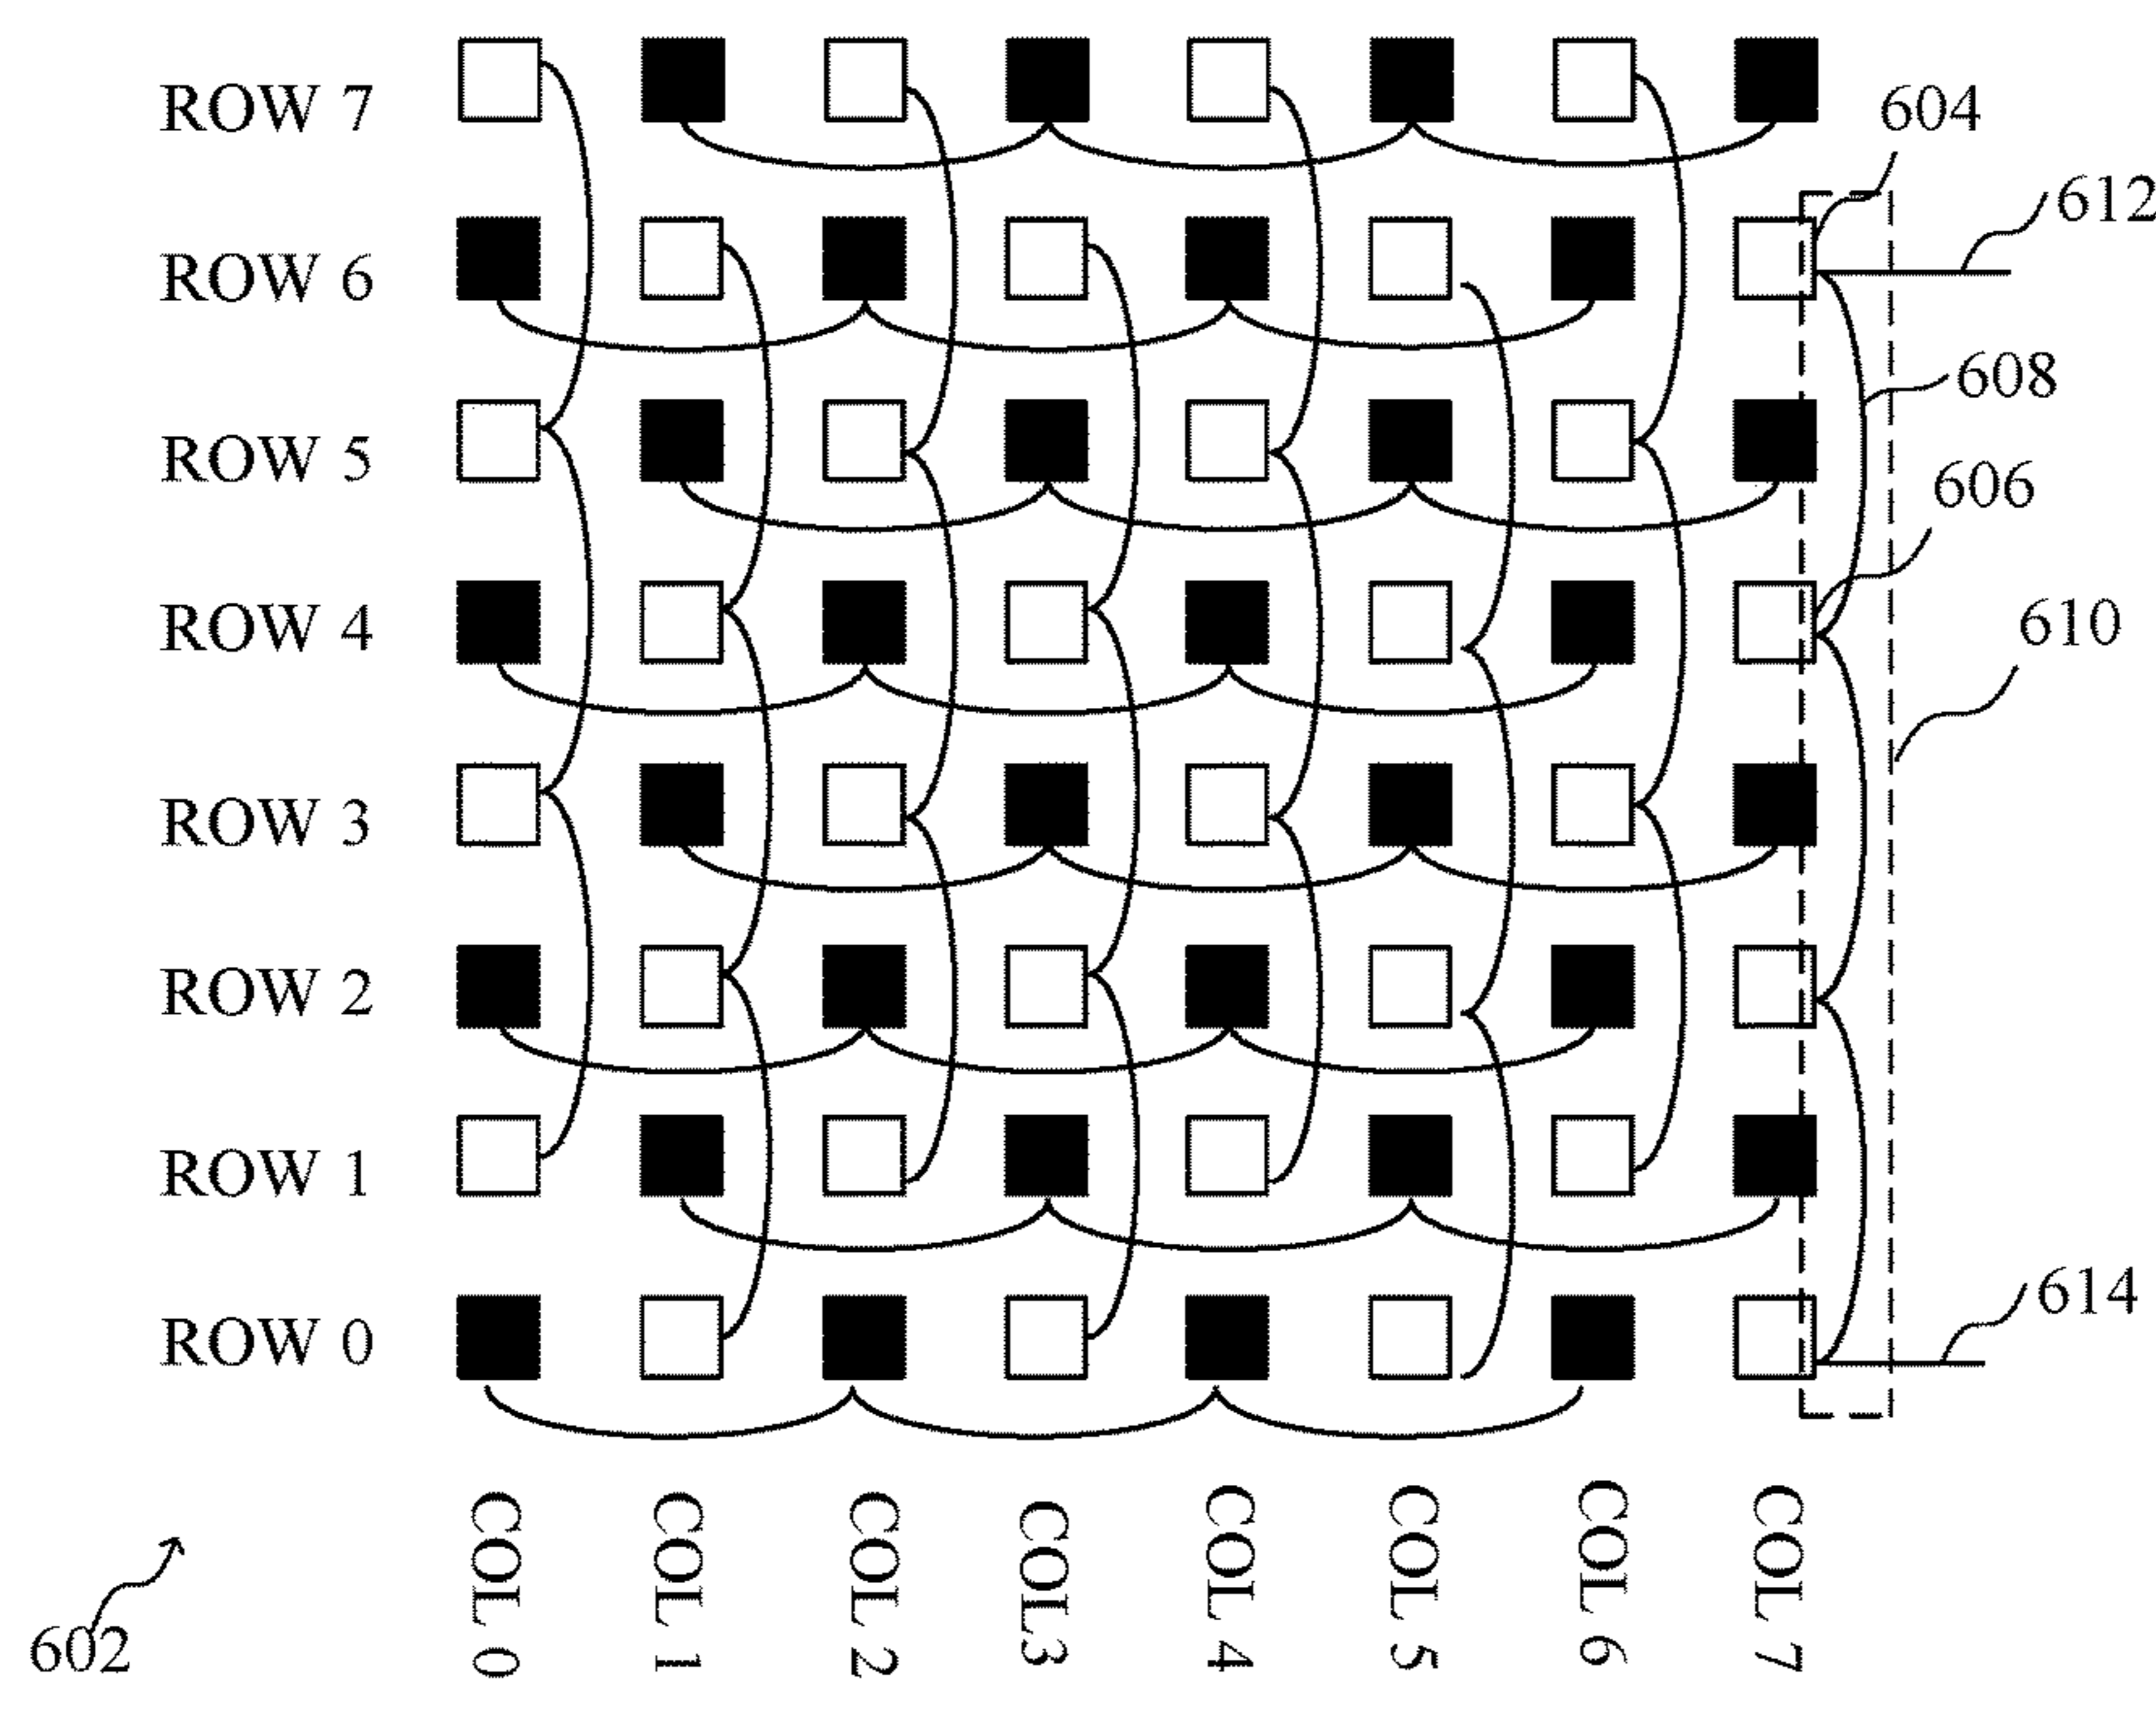 ROW 7
604
612
ROW 6
608
ROW 5
606
ROW 4
610
ROW 3
ROW 2
ROW 1
614
ROW 0
COL 0
COL 1
COL 2
COL3
COL 4
COL 5
COL 6
COL 7
602